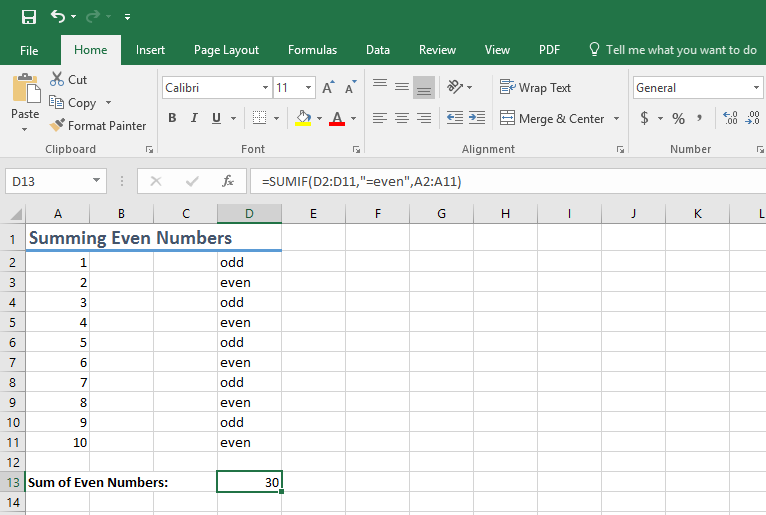 File Home Insert Page Layout Formulas Data Review View PDF Tell me what you want to do
Cut
Copy
Format Painter
Paste
Clipboard
Calibri 11 A A
B I U A
Font
Wrap Text
Merge & Center
Alignment
General
$ % , .0 .00 .00 .0
Number
D13 fx =SUMIF(D2:D11,"=even",A2:A11)
A B C D E F G H I J K L
1 Summing Even Numbers
2 1 odd
3 2 even
4 3 odd
5 4 even
6 5 odd
7 6 even
8 7 odd
9 8 even
10 9 odd
11 10 even
12
13 Sum of Even Numbers: 30
14